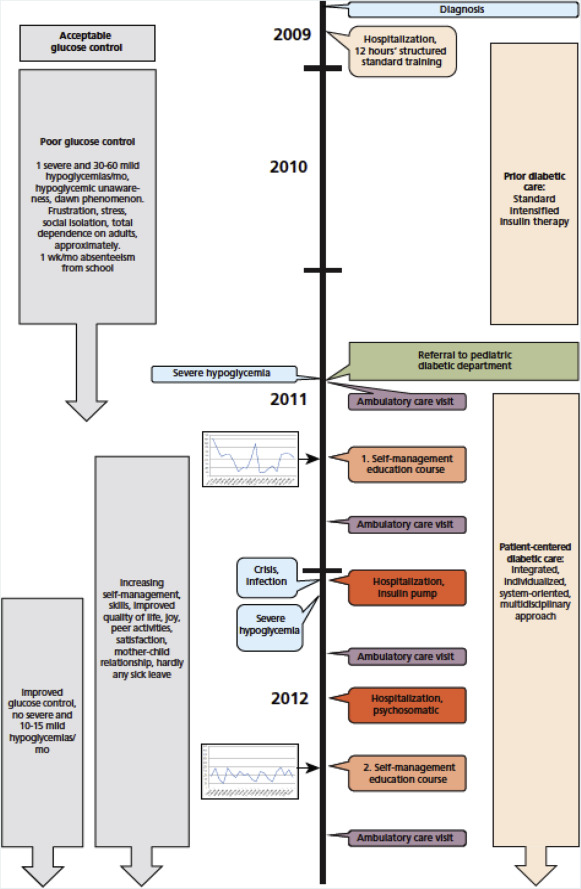 Diagnosis
2009
Hospitalization,
12 hours' structured
standard training
Acceptable
glucose control
Poor glucose control
1 severe and 30-60 mild
hypoglycemias/mo,
hypoglycemic unaware-
ness, dawn phenomenon.
Frustration, stress,
social isolation, total
dependence on adults,
approximately.
1 wk/mo absenteeism
from school
2010
Prior diabetic care:
Standard
intensified
insulin therapy
Referral to pediatric
diabetic department
Severe hypoglycemia
2011
Ambulatory care visit
1. Self-management
education course
Ambulatory care visit
Crisis,
infection
Hospitalization,
insulin pump
Severe
hypoglycemia
Patient-centered
diabetic care:
integrated,
individualized,
system-oriented,
multidisciplinary
approach
Increasing
self-management,
skills, improved
quality of life, joy,
peer activities,
satisfaction,
mother-child
relationship, hardly
any sick leave
Ambulatory care visit
Improved
glucose control,
no severe and
10-15 mild
hypoglycemias/
mo
2012
Hospitalization,
psychosomatic
2. Self-management
education course
Ambulatory care visit